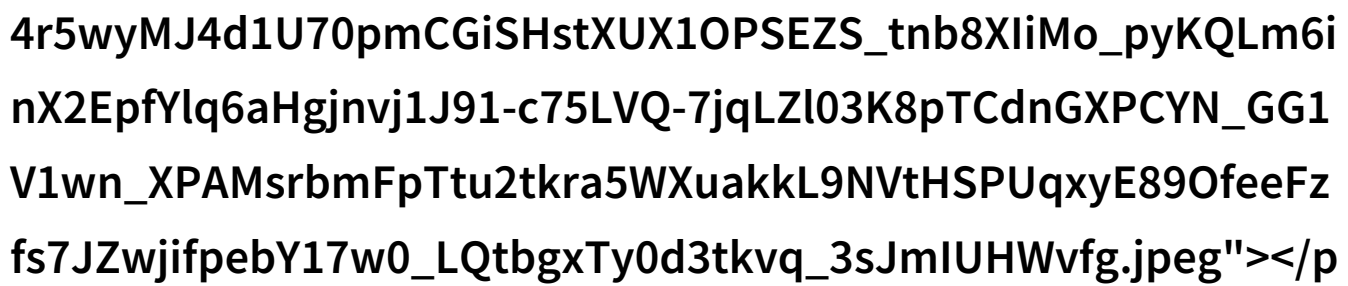 4r5wyMJ4d1U70pmCGiSHstXUX1OPSEZS_tnb8XIiMo_pyKQLm6i
nX2EpfYlq6aHgjnvj1J91-c75LVQ-7jqLZl03K8pTCdnGXPCYN_GG1
V1wn_XPAMsrbmFpTtu2tkra5WXuakkL9NVtHSPUqxyE89OfeeFz
fs7JZwjifpebY17w0_LQtbgxTy0d3tkvq_3sJmIUHWvfg.jpeg"></p